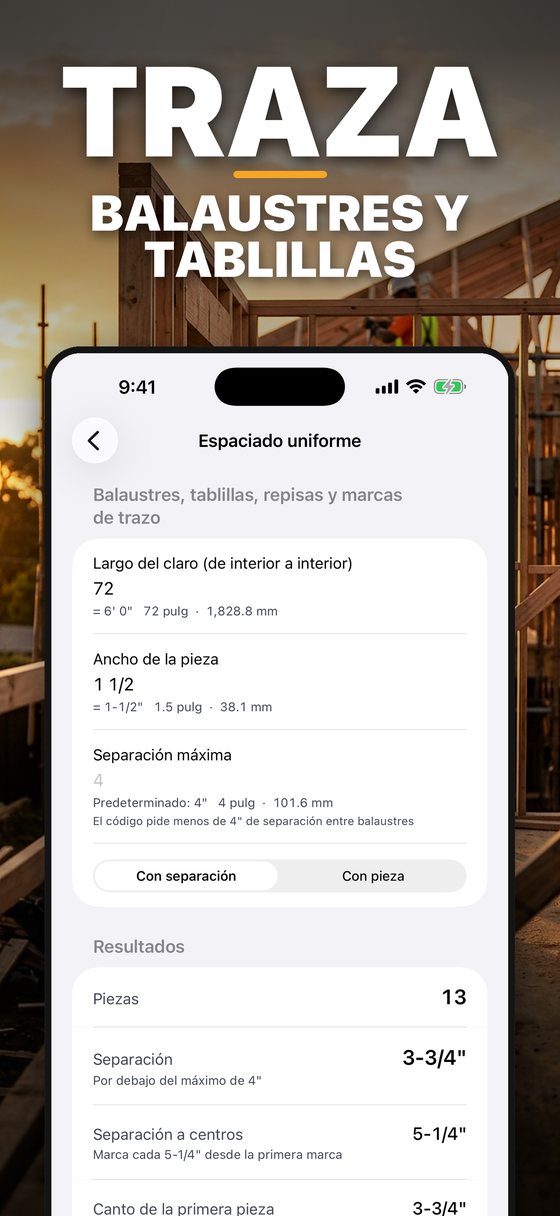 TRAZA
BALAUSTRES Y
TABLILLAS
9:41
Espaciado uniforme
Balaustres, tablillas, repisas y marcas
de trazo
Largo del claro (de interior a interior)
72
= 6' 0"   72 pulg  ·  1,828.8 mm
Ancho de la pieza
1 1/2
= 1-1/2"   1.5 pulg  ·  38.1 mm
Separación máxima
4
Predeterminado: 4"   4 pulg  ·  101.6 mm
El código pide menos de 4" de separación entre balaustres
Con separación   Con pieza
Resultados
Piezas   13
Separación   3-3/4"
Por debajo del máximo de 4"
Separación a centros   5-1/4"
Marca cada 5-1/4" desde la primera marca
Canto de la primera pieza   3-3/4"